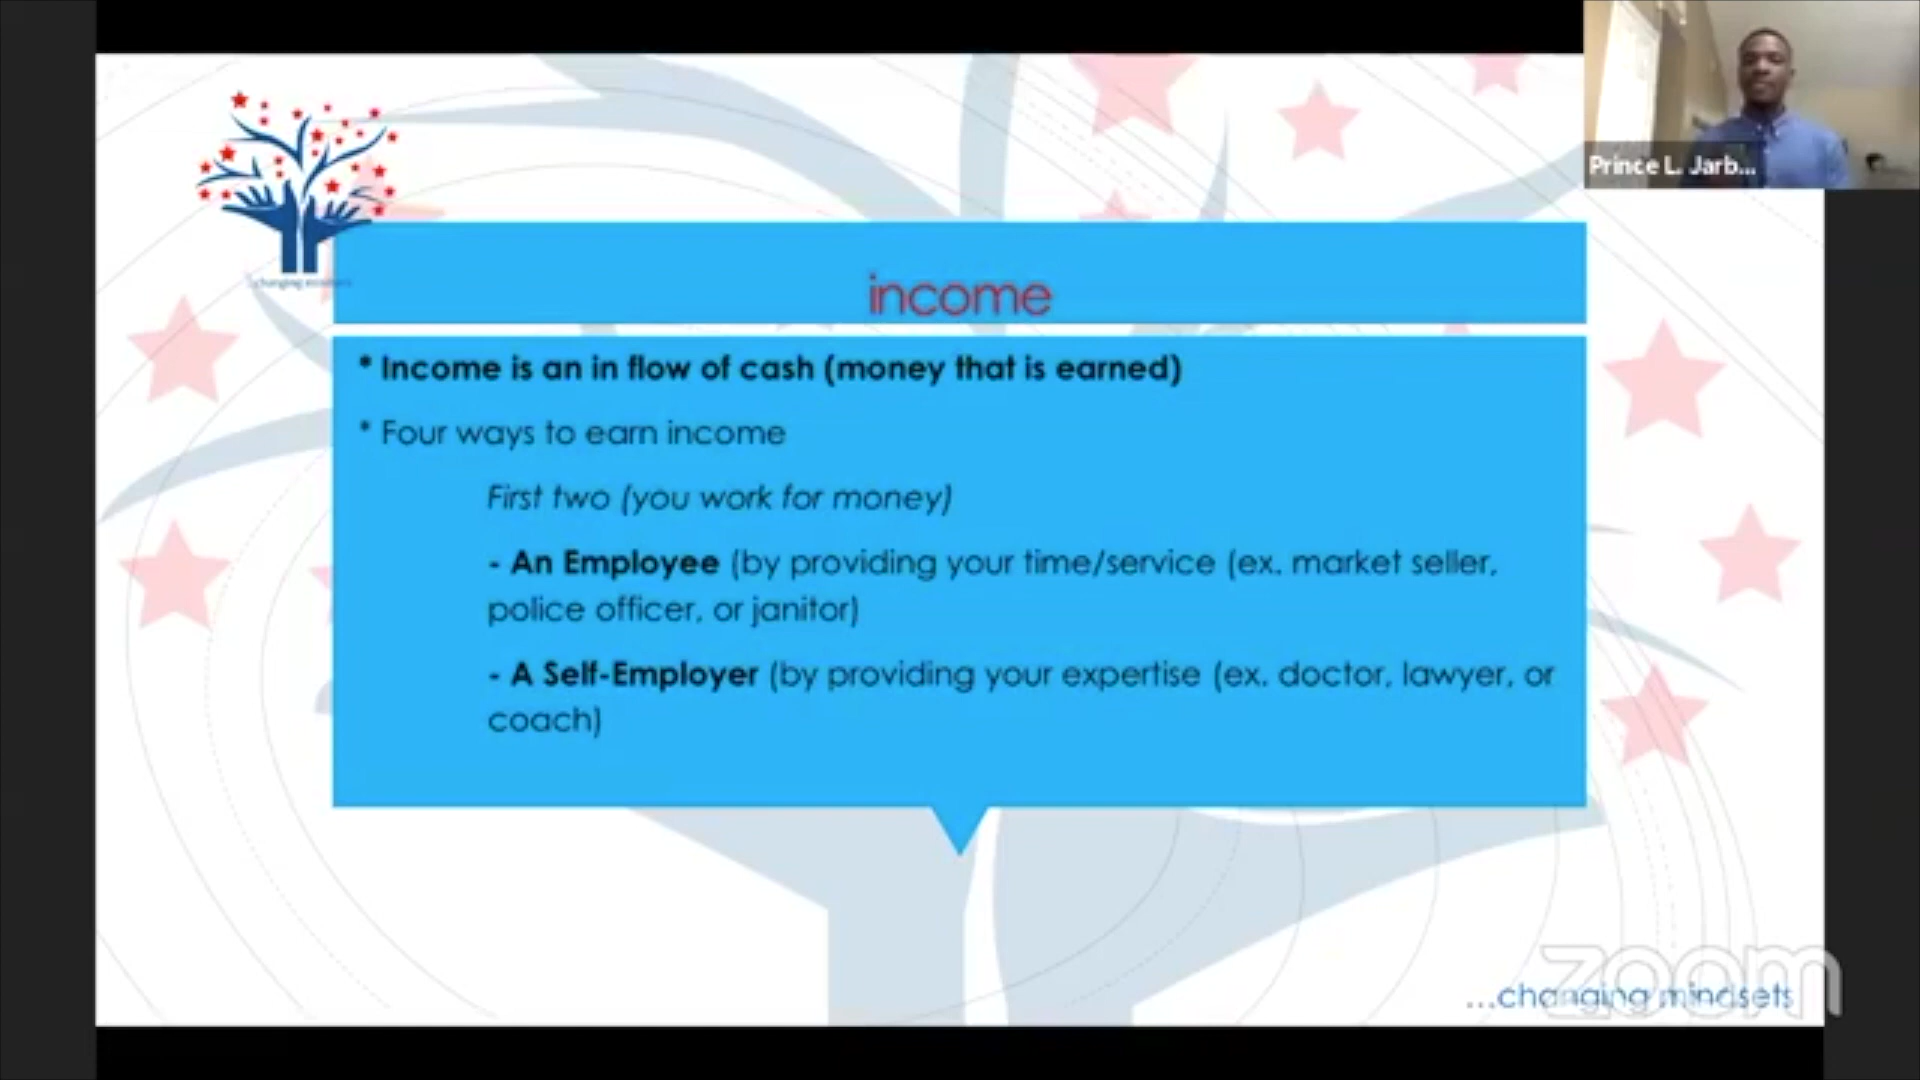 Prince L. Jarb...
income
* Income is an in flow of cash (money that is earned)
* Four ways to earn income
First two (you work for money)
- An Employee (by providing your time/service (ex. market seller,
police officer, or janitor)
- A Self-Employer (by providing your expertise (ex. doctor, lawyer, or
coach)
zoom
...changing mindsets